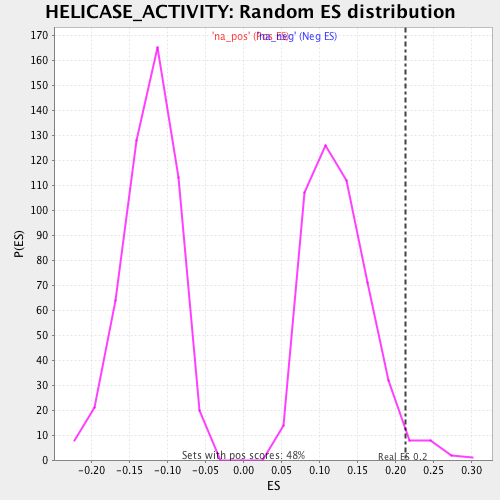 HELICASE_ACTIVITY: Random ES distribution
'na_pos' (Pos ES)
'na_neg' (Neg ES)
170
160
150
140
130
120
110
100
90
80
70
60
50
40
30
20
10
0
P(ES)
Sets with pos scores: 48%
Real ES 0.2
-0.20 -0.15 -0.10 -0.05 0.00 0.05 0.10 0.15 0.20 0.25 0.30
ES